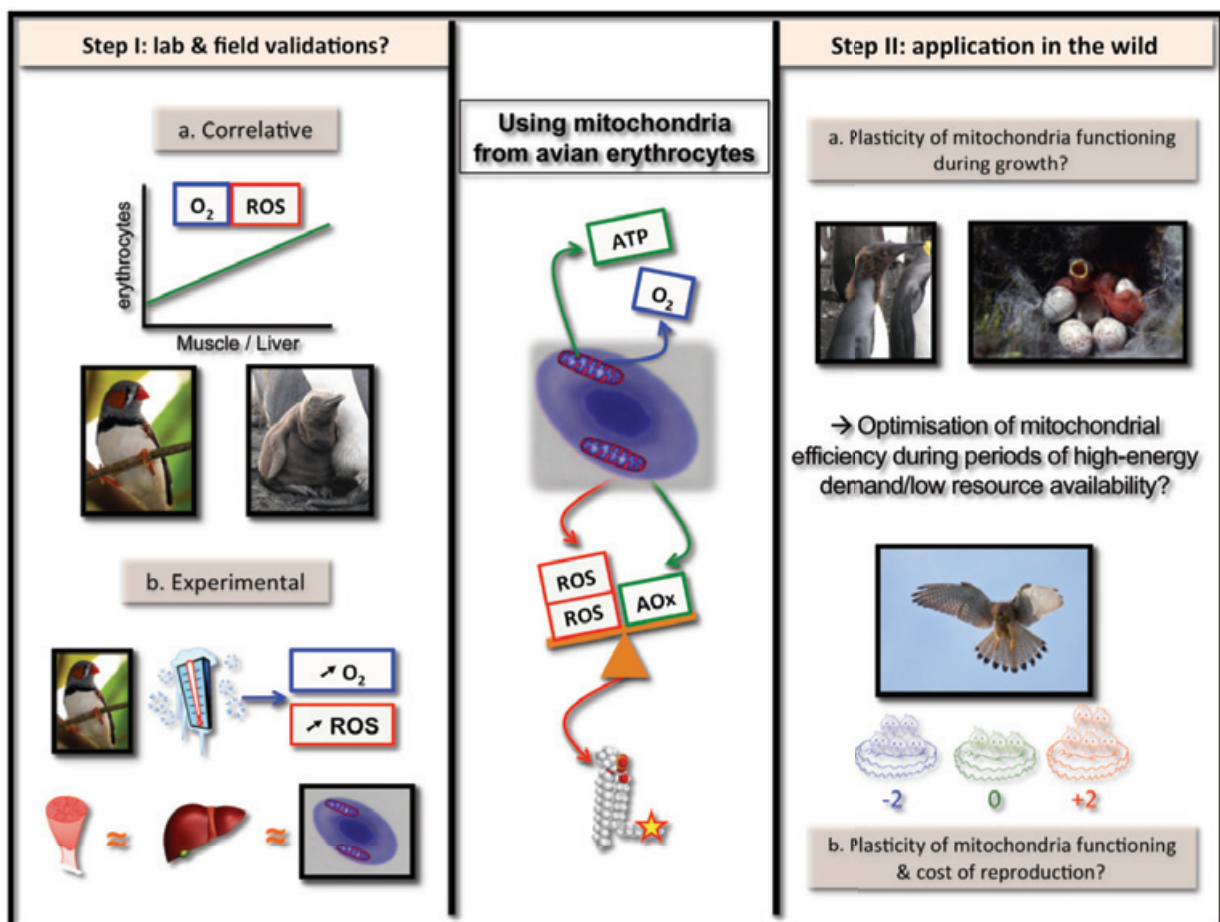 Step I: lab & field validations?
a. Correlative
O₂ ROS
erythrocytes
Muscle / Liver
b. Experimental
➚ O₂
➚ ROS
≈ ≈
Using mitochondria
from avian erythrocytes
ATP
O₂
ROS
ROS
AOx
Step II: application in the wild
a. Plasticity of mitochondria functioning
during growth?
→ Optimisation of mitochondrial
efficiency during periods of high-energy
demand/low resource availability?
-2 0 +2
b. Plasticity of mitochondria functioning
& cost of reproduction?